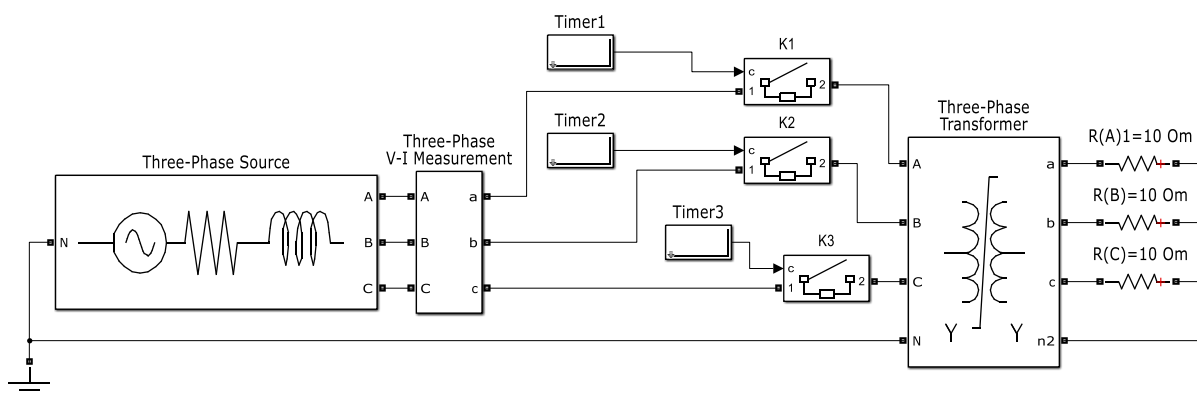 Timer1
K1
c
1
2
Timer2
K2
c
1
2
Three-Phase
Transformer
Three-Phase
V-I Measurement
Three-Phase Source
R(A)1=10 Om
A
a
N
A
B
C
A
B
C
a
b
c
R(B)=10 Om
B
b
Timer3
K3
c
1
2
R(C)=10 Om
C
c
Y
Y
N
n2